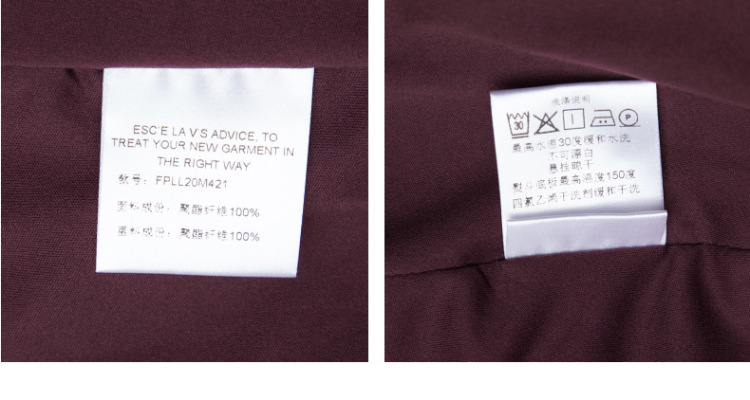 ESC'E LA V'S ADVICE, TO
TREAT YOUR NEW GARMENT IN
THE RIGHT WAY
款号：FPLL20M421
面料成份：聚酯纤维100%
里料成份：聚酯纤维100%
洗涤说明
30
P
最高水温30度缓和水洗
不可漂白
悬挂晾干
熨斗底板最高温度150度
四氯乙烯干洗剂缓和干洗